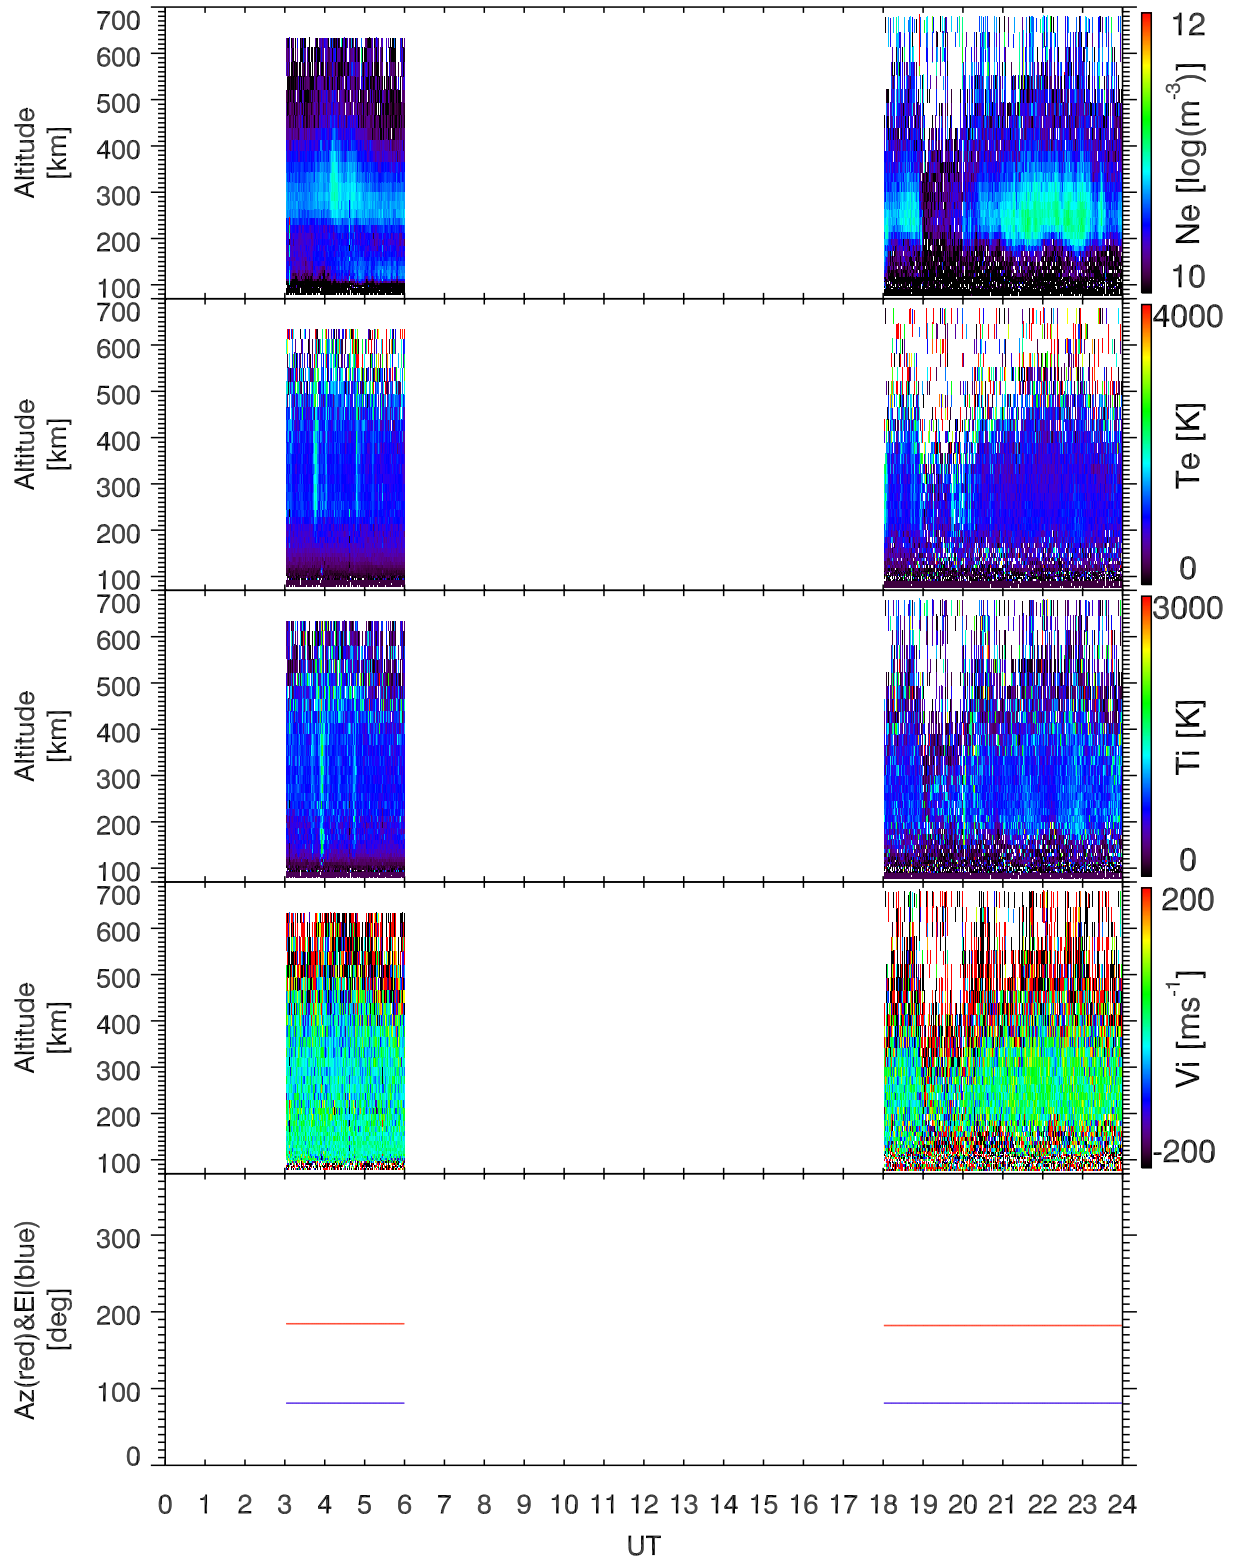 700
600
500
400
300
200
100
Altitude
[km]
12
10
Ne [log(m⁻³)]
700
600
500
400
300
200
100
Altitude
[km]
4000
0
Te [K]
700
600
500
400
300
200
100
Altitude
[km]
3000
0
Ti [K]
700
600
500
400
300
200
100
Altitude
[km]
200
-200
Vi [ms⁻¹]
300
200
100
0
Az(red)&El(blue)
[deg]
0 1 2 3 4 5 6 7 8 9 10 11 12 13 14 15 16 17 18 19 20 21 22 23 24
UT